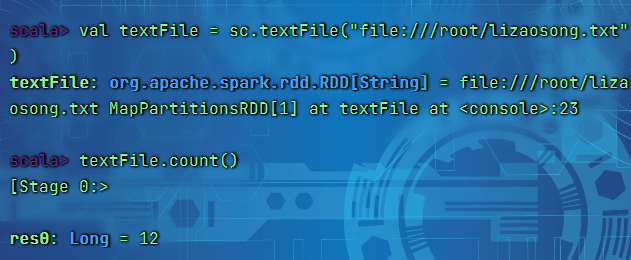 scala> val textFile = sc.textFile("file:///root/lizaosong.txt"
)
textFile: org.apache.spark.rdd.RDD[String] = file:///root/liza
osong.txt MapPartitionsRDD[1] at textFile at <console>:23
scala> textFile.count()
[Stage 0:>
res0: Long = 12